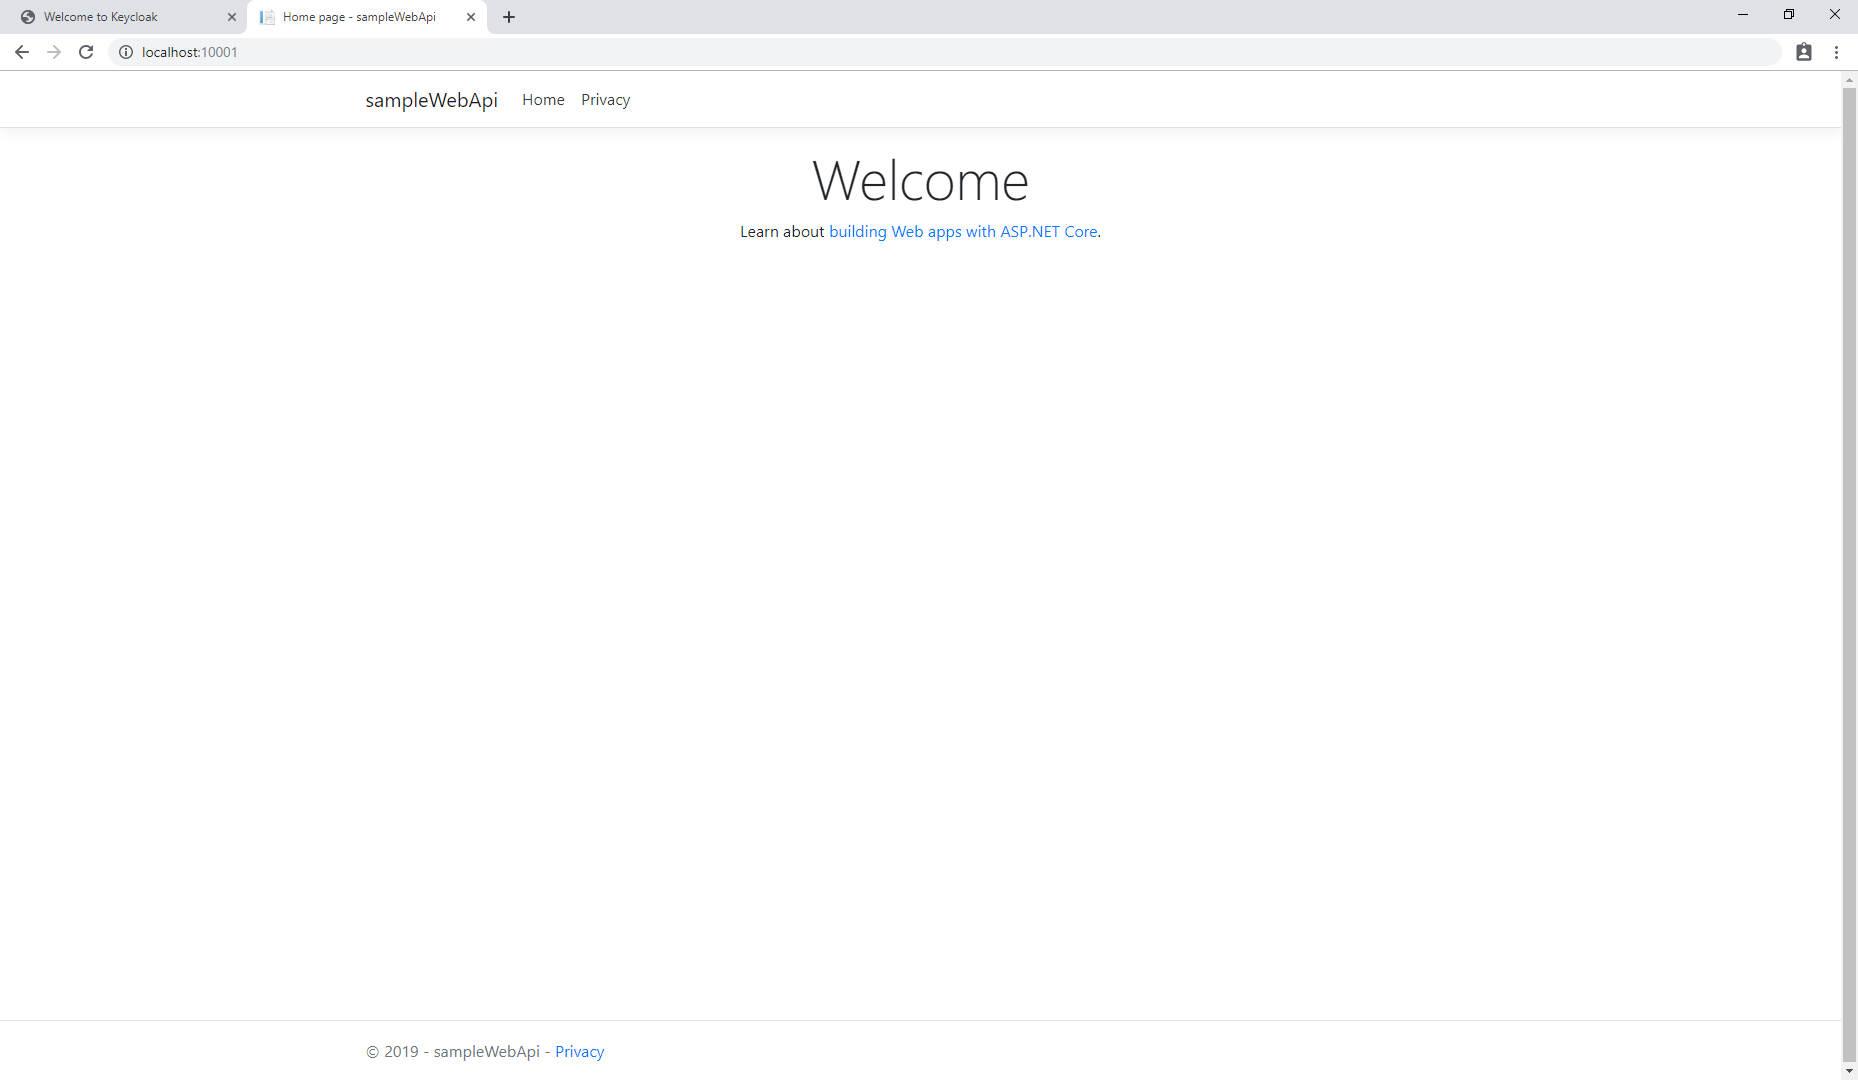 Welcome to Keycloak
Home page - sampleWebApi
localhost:10001
sampleWebApi Home Privacy
Welcome
Learn about building Web apps with ASP.NET Core.
© 2019 - sampleWebApi - Privacy